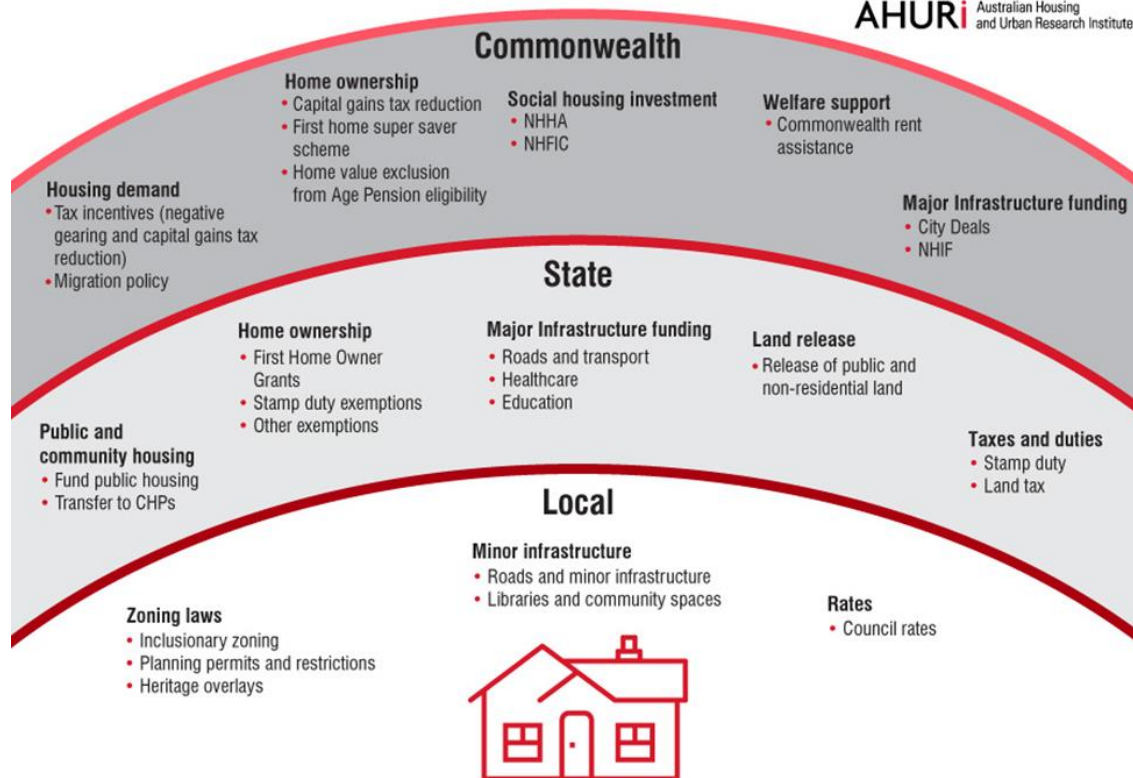 AHURI Australian Housing
and Urban Research Institute
Commonwealth
Housing demand
• Tax incentives (negative
gearing and capital gains tax
reduction)
• Migration policy
Home ownership
• Capital gains tax reduction
• First home super saver
scheme
• Home value exclusion
from Age Pension eligibility
Social housing investment
• NHHA
• NHFIC
Welfare support
• Commonwealth rent
assistance
Major Infrastructure funding
• City Deals
• NHIF
State
Public and
community housing
• Fund public housing
• Transfer to CHPs
Home ownership
• First Home Owner
Grants
• Stamp duty exemptions
• Other exemptions
Major Infrastructure funding
• Roads and transport
• Healthcare
• Education
Land release
• Release of public and
non-residential land
Taxes and duties
• Stamp duty
• Land tax
Local
Zoning laws
• Inclusionary zoning
• Planning permits and restrictions
• Heritage overlays
Minor infrastructure
• Roads and minor infrastructure
• Libraries and community spaces
Rates
• Council rates